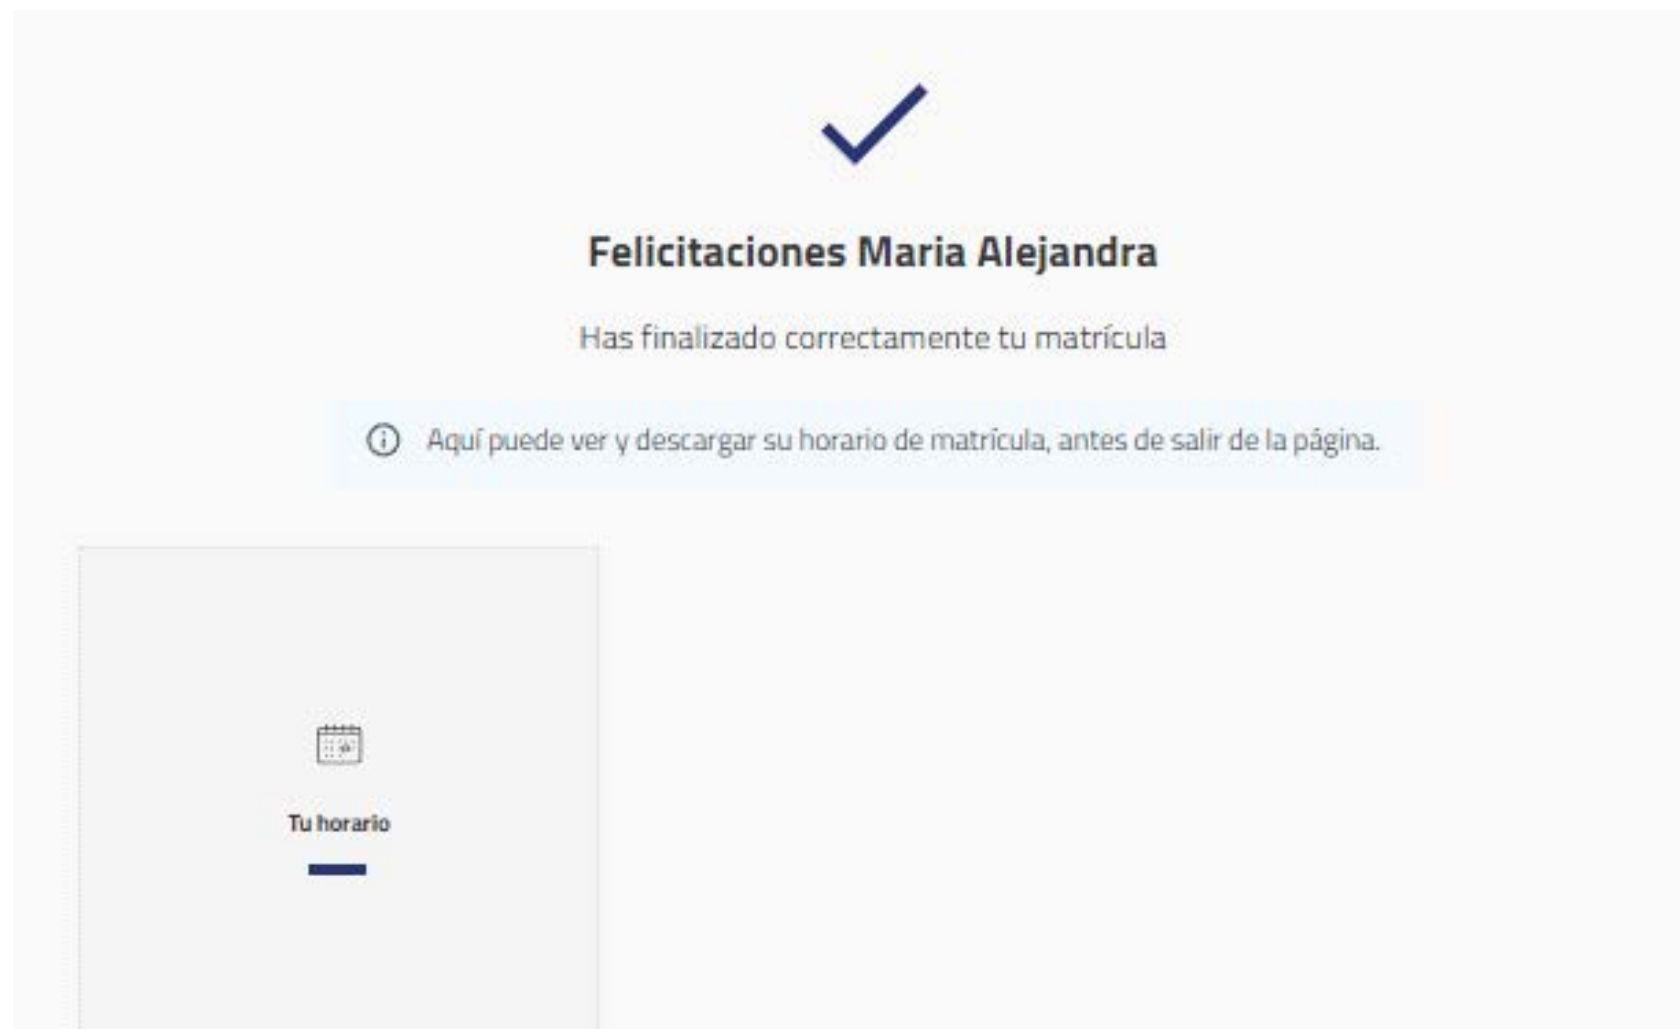 Felicitaciones Maria Alejandra
Has finalizado correctamente tu matrícula
Aquí puede ver y descargar su horario de matrícula, antes de salir de la página.
Tu horario